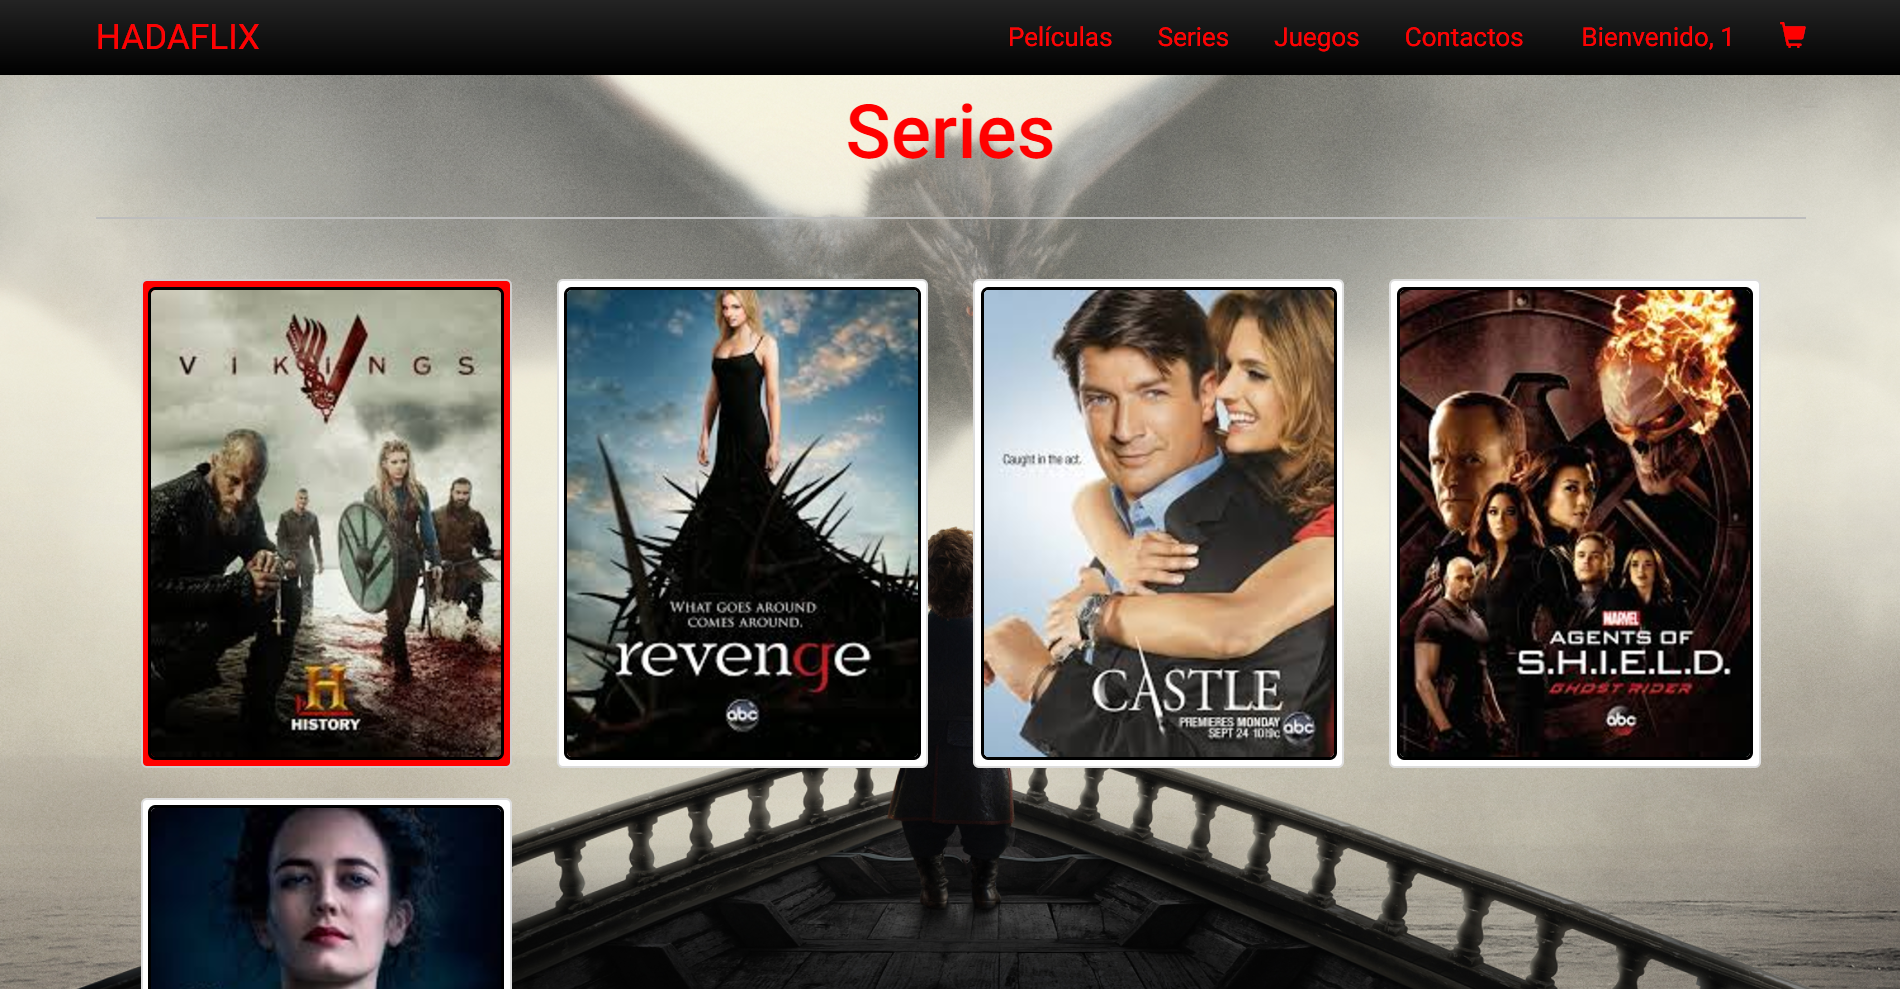 HADAFLIX
Películas Series Juegos Contactos Bienvenido, 1
Series
VIKINGS
H
HISTORY
WHAT GOES AROUND
COMES AROUND.
revenge
abc
Caught in the act.
CASTLE
PREMIERES MONDAY
SEPT 24 10|9c
abc
MARVEL
AGENTS OF
S.H.I.E.L.D.
GHOST RIDER
abc